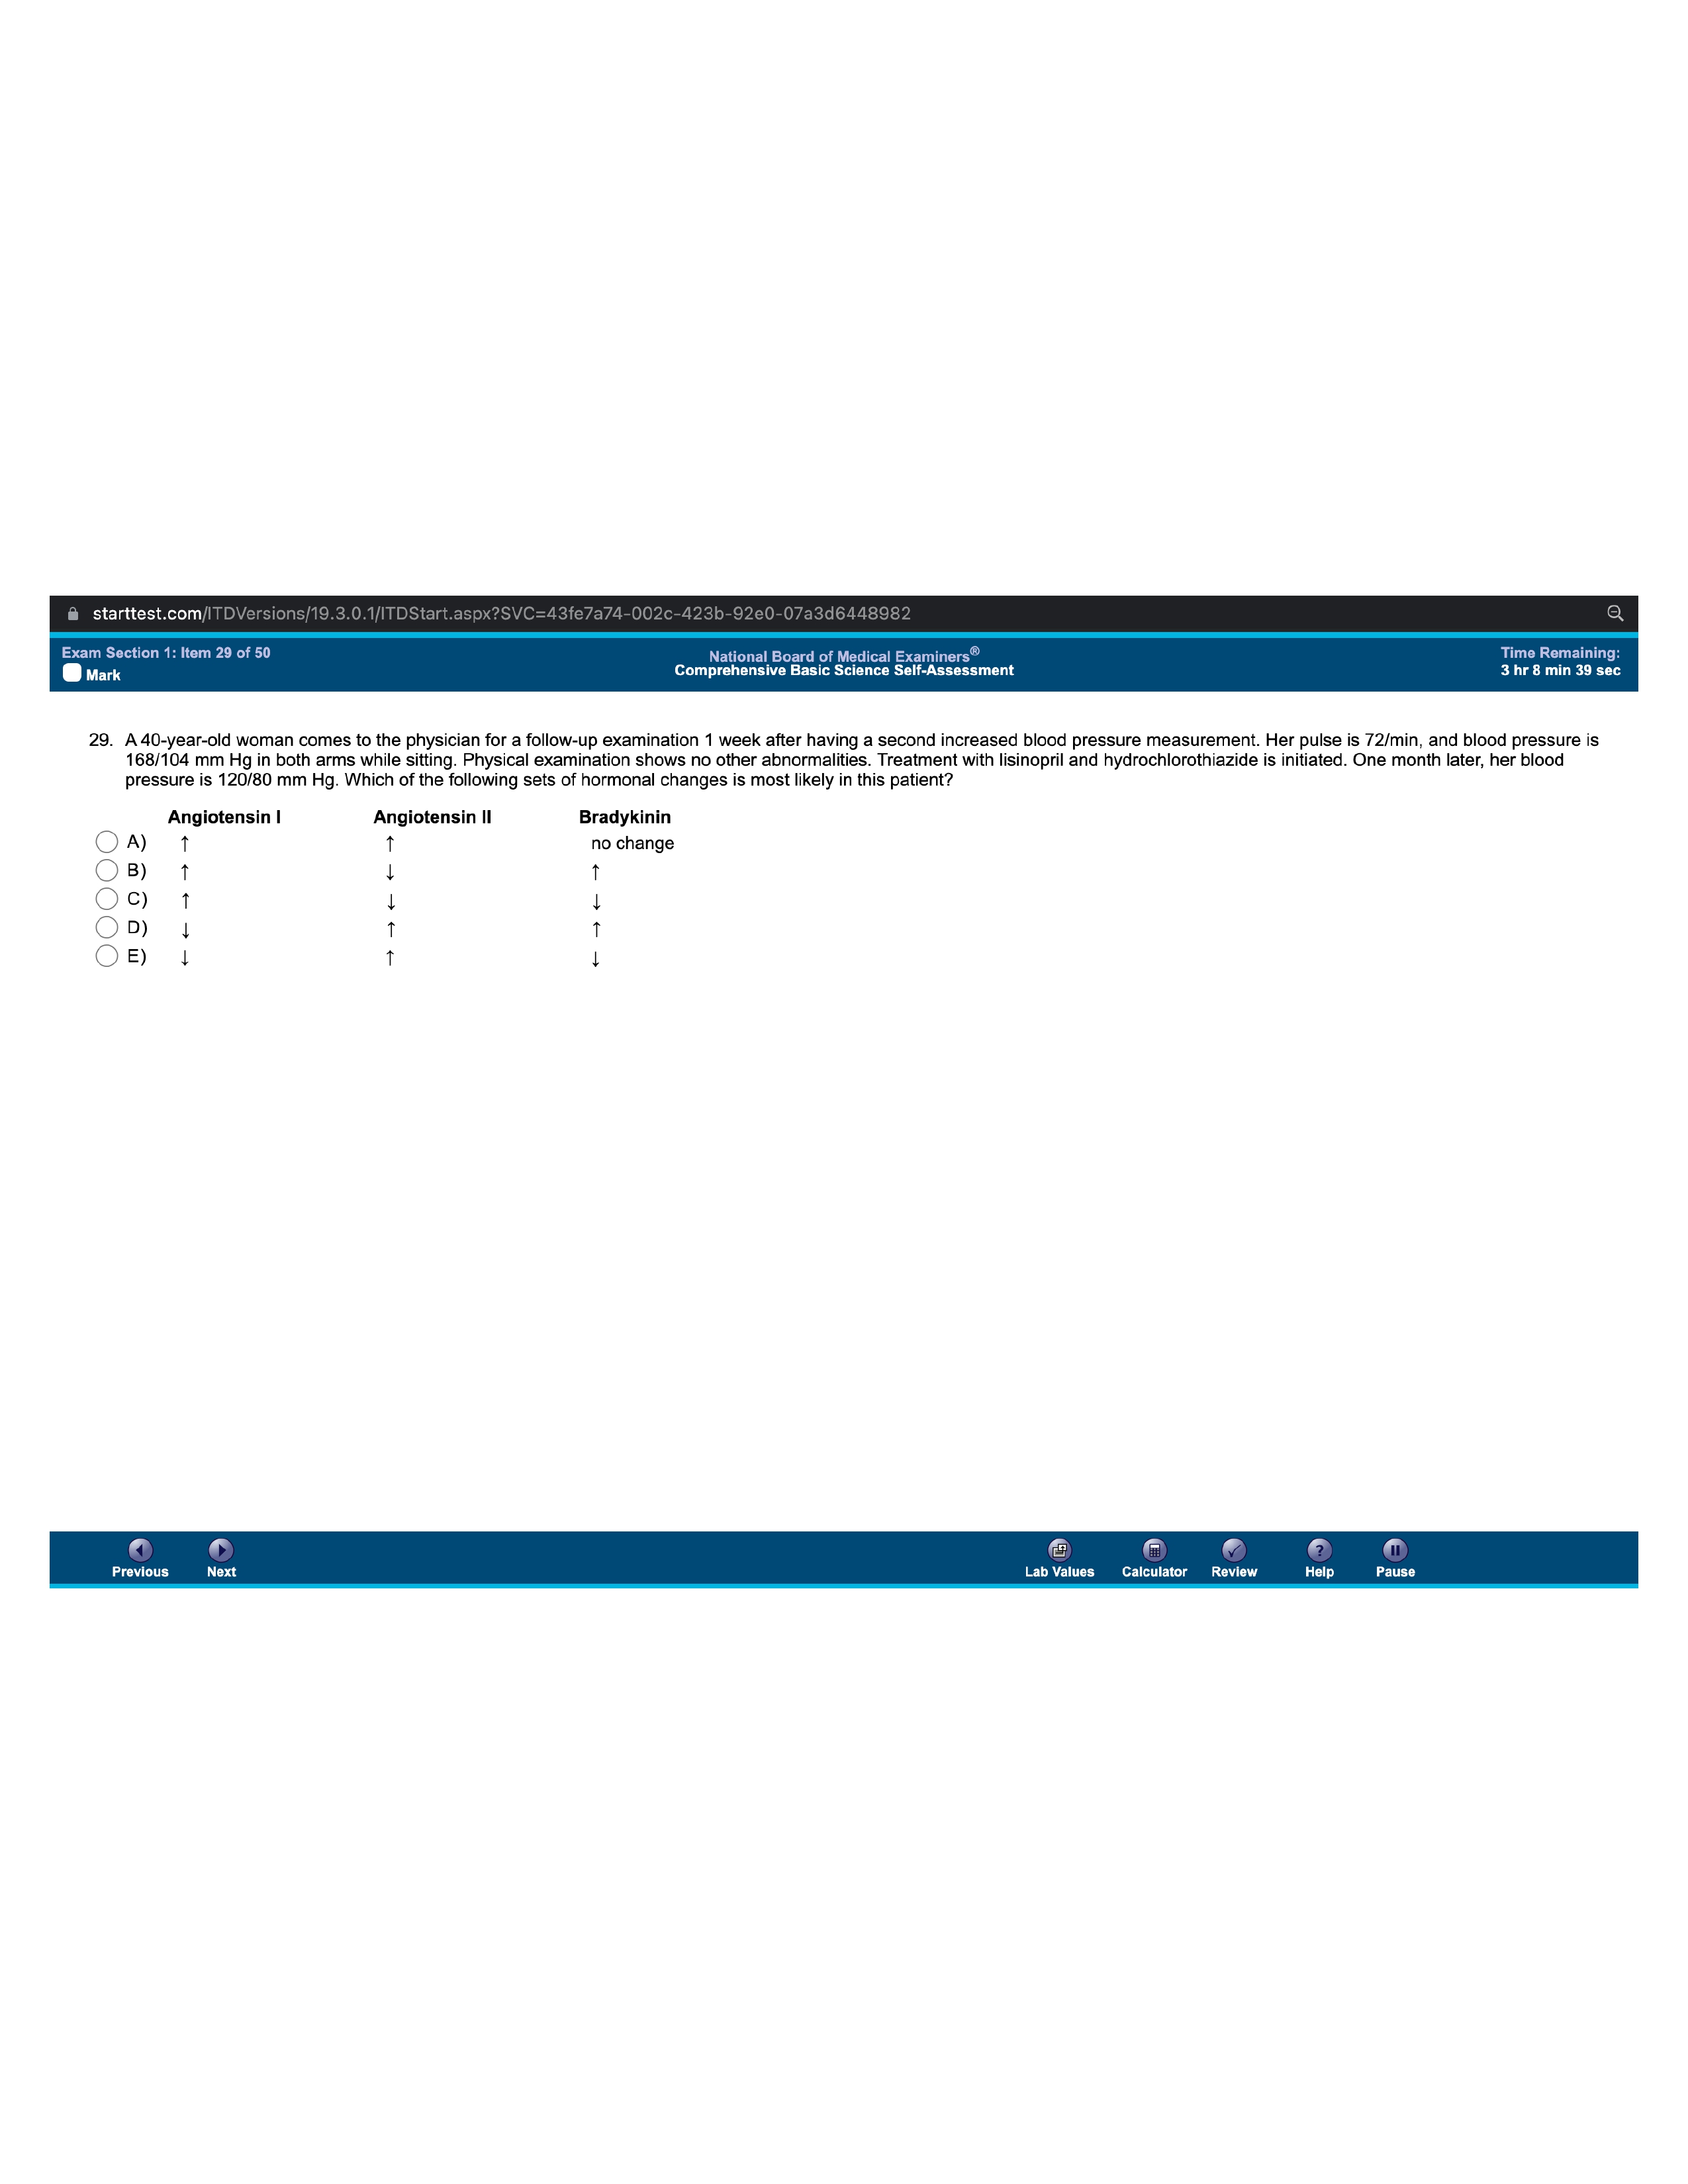 starttest.com/ITDVersions/19.3.0.1/ITDStart.aspx?SVC=43fe7a74-002c-423b-92e0-07a3d6448982
Exam Section 1: Item 29 of 50
National Board of Medical Examiners®
Time Remaining:
Mark
Comprehensive Basic Science Self-Assessment
3 hr 8 min 39 sec
29. A 40-year-old woman comes to the physician for a follow-up examination 1 week after having a second increased blood pressure measurement. Her pulse is 72/min, and blood pressure is
168/104 mm Hg in both arms while sitting. Physical examination shows no other abnormalities. Treatment with lisinopril and hydrochlorothiazide is initiated. One month later, her blood
pressure is 120/80 mm Hg. Which of the following sets of hormonal changes is most likely in this patient?
Angiotensin I Angiotensin II Bradykinin
A) ↑ ↑ no change
B) ↑ ↓ ↑
C) ↑ ↓ ↓
D) ↓ ↑ ↑
E) ↓ ↑ ↓
Previous Next Lab Values Calculator Review Help Pause